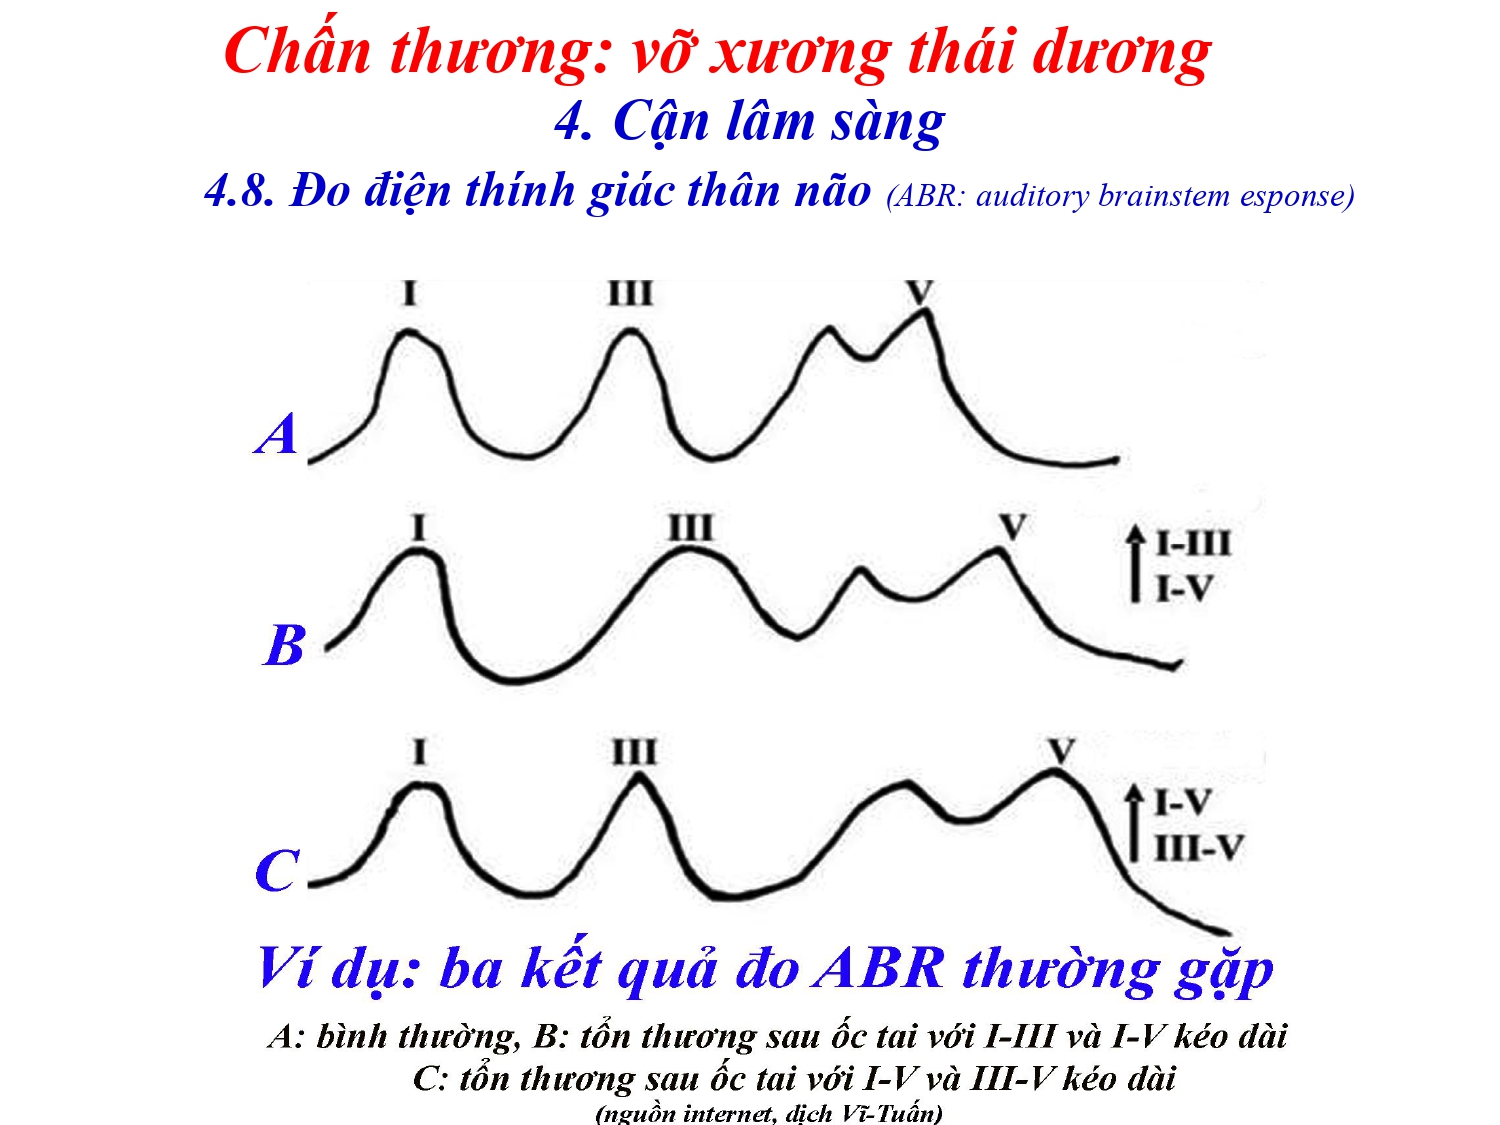 Chấn thương: vỡ xương thái dương
4. Cận lâm sàng
4.8. Đo điện thính giác thân não (ABR: auditory brainstem esponse)
I III V
A
I III V
I-III
I-V
B
I III V
I-V
III-V
C
Ví dụ: ba kết quả đo ABR thường gặp
A: bình thường, B: tổn thương sau ốc tai với I-III và I-V kéo dài
C: tổn thương sau ốc tai với I-V và III-V kéo dài
(nguồn internet, dịch Vĩ-Tuấn)